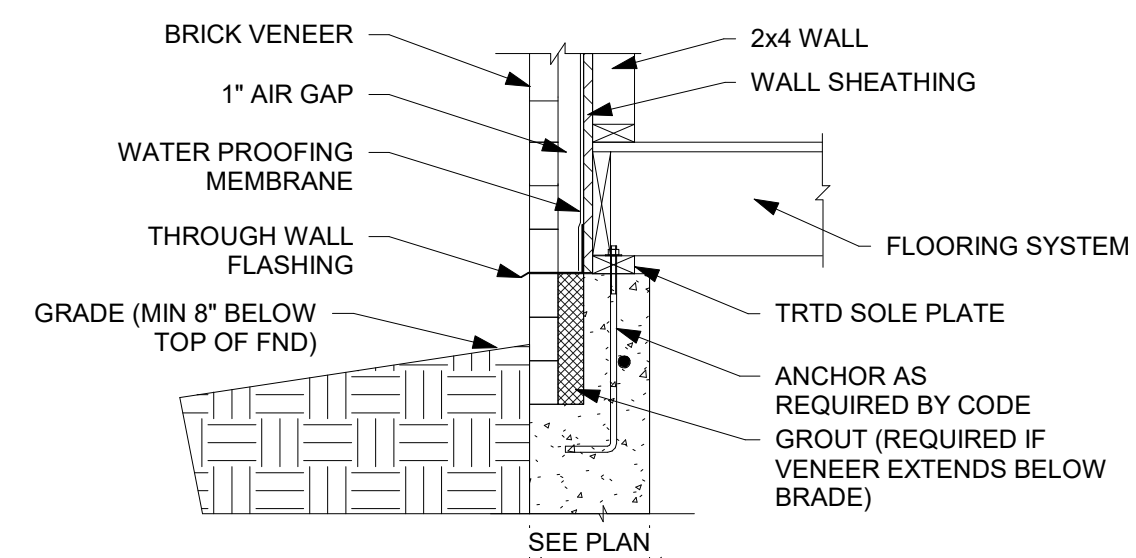 BRICK VENEER
1" AIR GAP
WATER PROOFING
MEMBRANE
THROUGH WALL
FLASHING
GRADE (MIN 8" BELOW
TOP OF FND)
2x4 WALL
WALL SHEATHING
FLOORING SYSTEM
TRTD SOLE PLATE
ANCHOR AS
REQUIRED BY CODE
GROUT (REQUIRED IF
VENEER EXTENDS BELOW
BRADE)
SEE PLAN